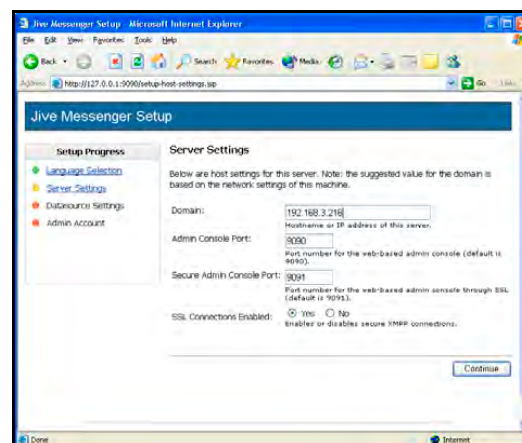 Jive Messenger Setup - Microsoft Internet Explorer
File Edit View Favorites Tools Help
Back Search Favorites Media
Address http://127.0.0.1:9090/setup-host-settings.jsp Go Links
Jive Messenger Setup
Setup Progress
Language Selection
Server Settings
Datasource Settings
Admin Account
Server Settings
Below are host settings for this server. Note: the suggested value for the domain is
based on the network settings of this machine.
Domain: 192.168.3.216
Hostname or IP address of this server.
Admin Console Port: 9090
Port number for the web-based admin console (default is
9090).
Secure Admin Console Port: 9091
Port number for the web-based admin console through SSL
(default is 9091).
SSL Connections Enabled: Yes No
Enables or disables secure XMPP connections.
Continue
Done Internet